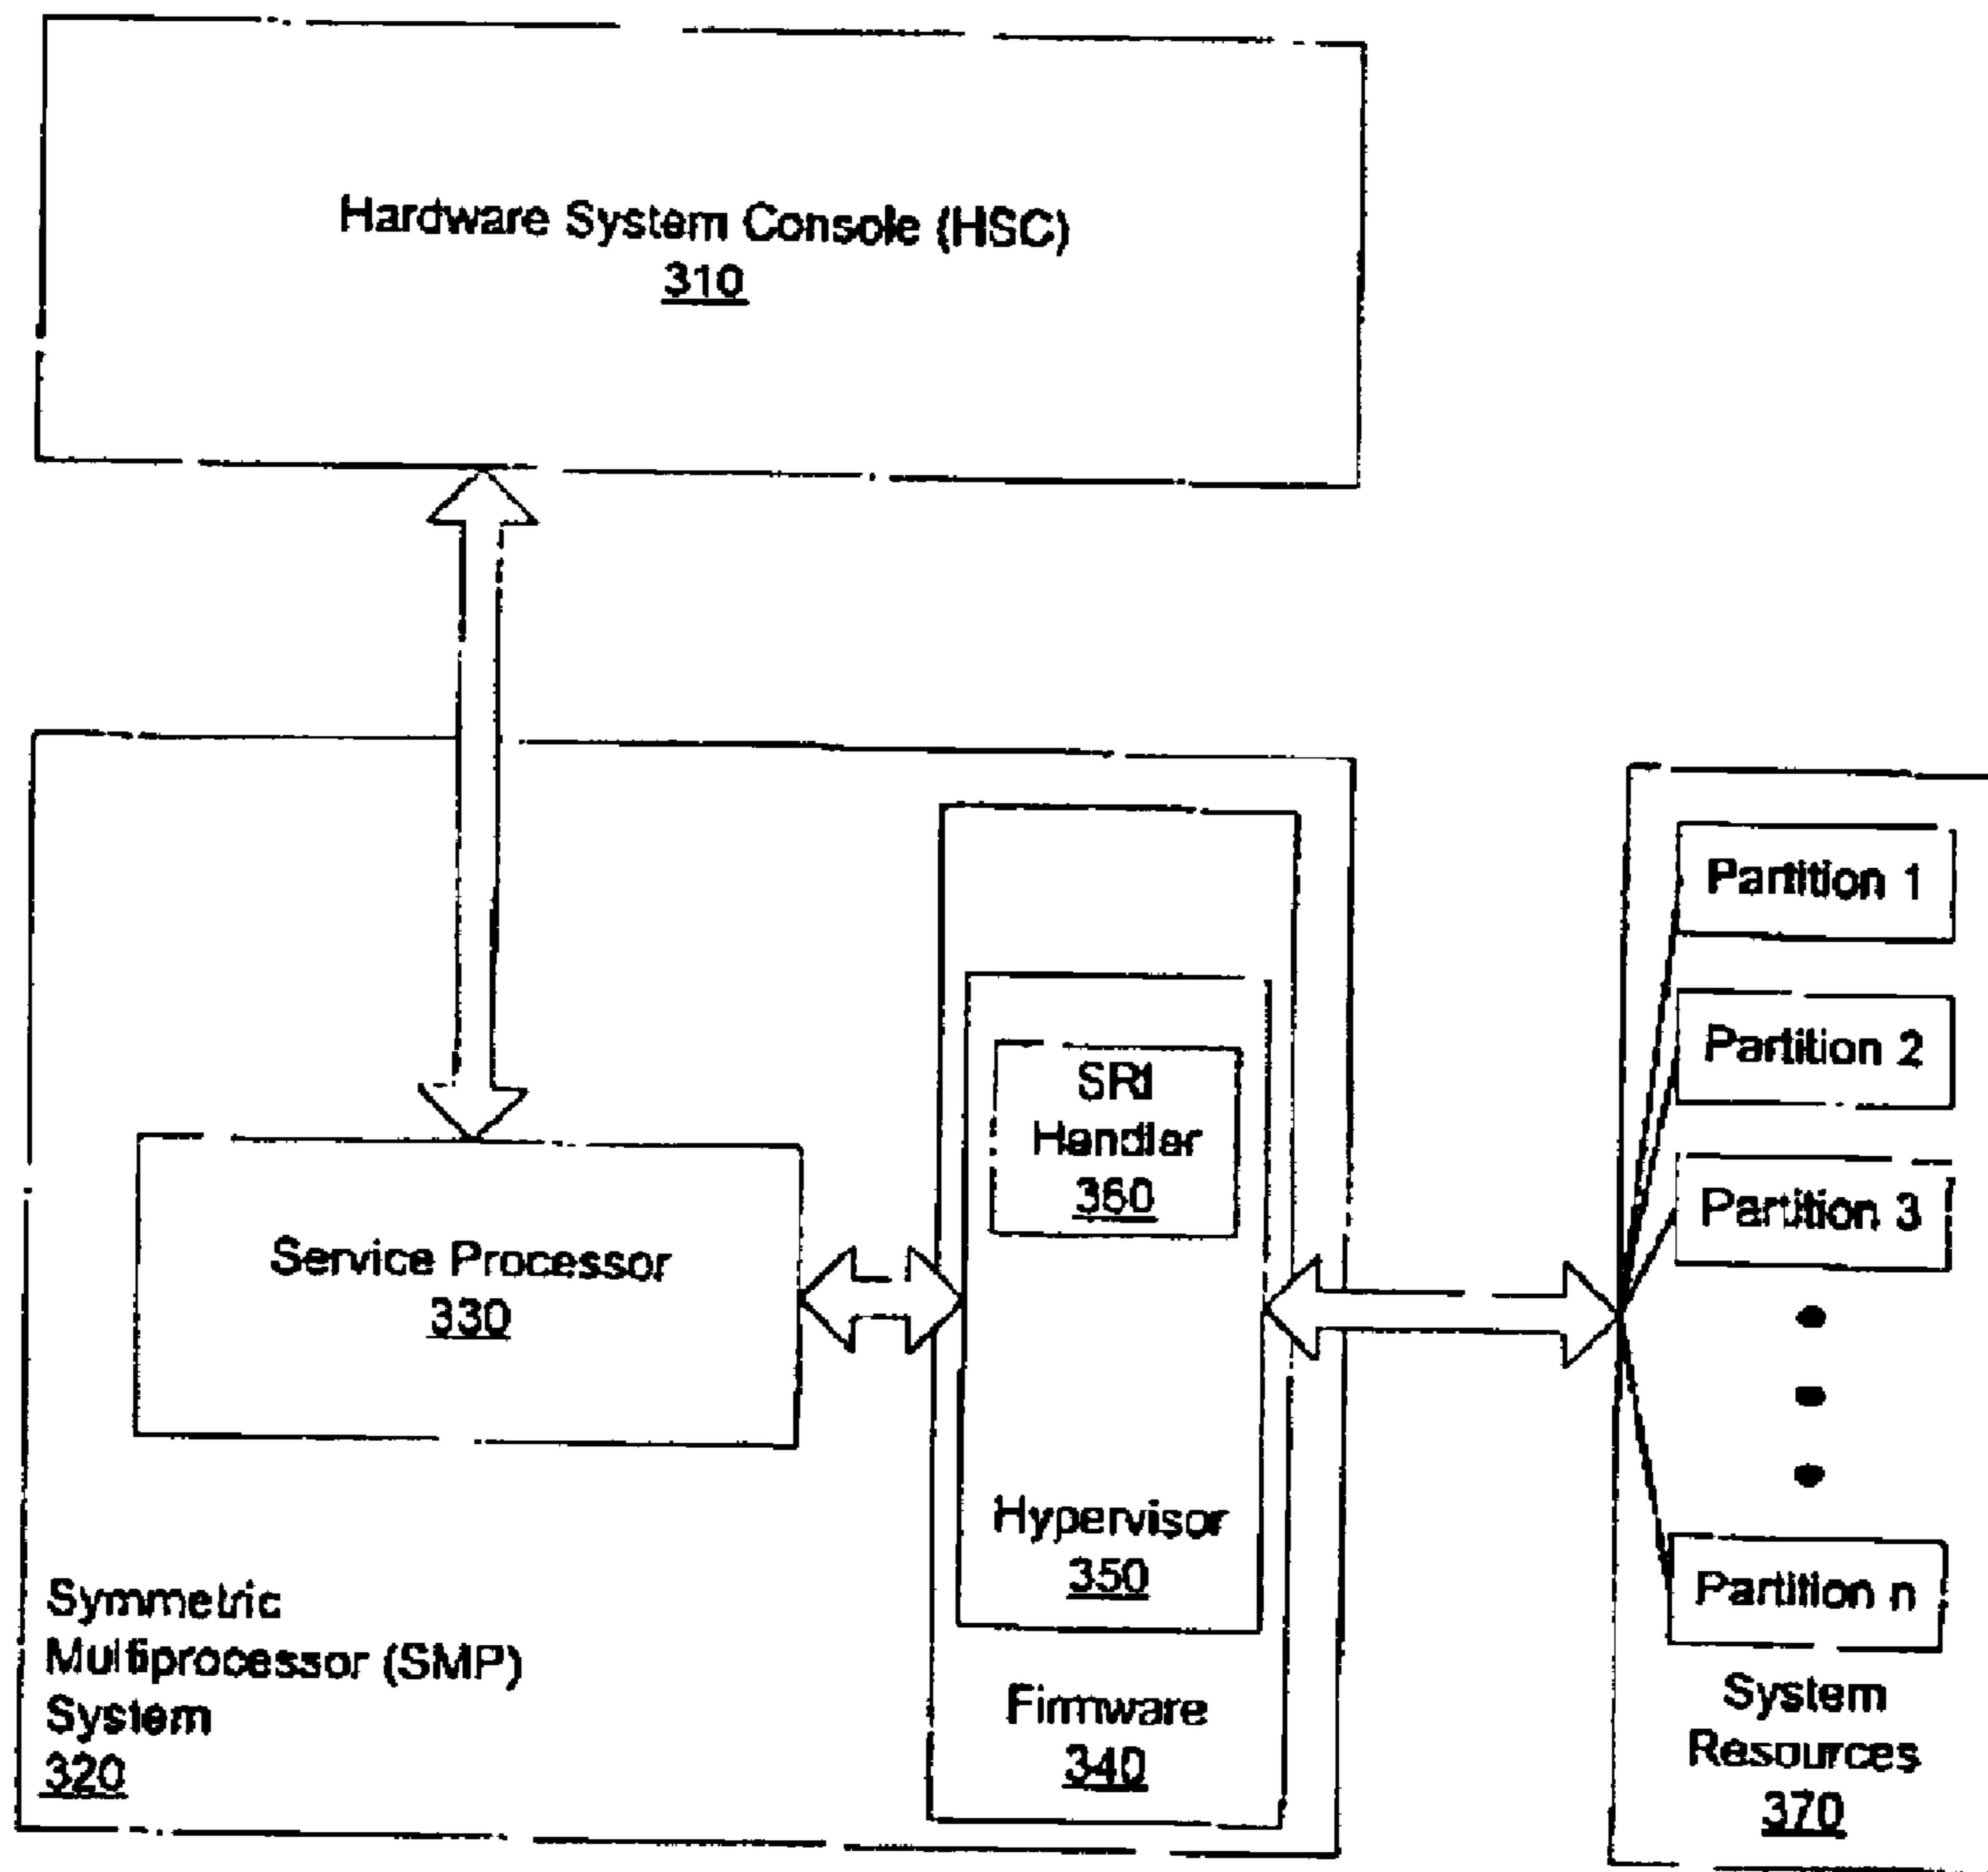 Hardware System Console (HSC)
310
Partition 1
Partition 2
SRI
Handler
360
Partition 3
Service Processor
330
Hypervisor
350
Partition n
Symmetric
Multiprocessor (SMP)
System
320
Firmware
340
System
Resources
370